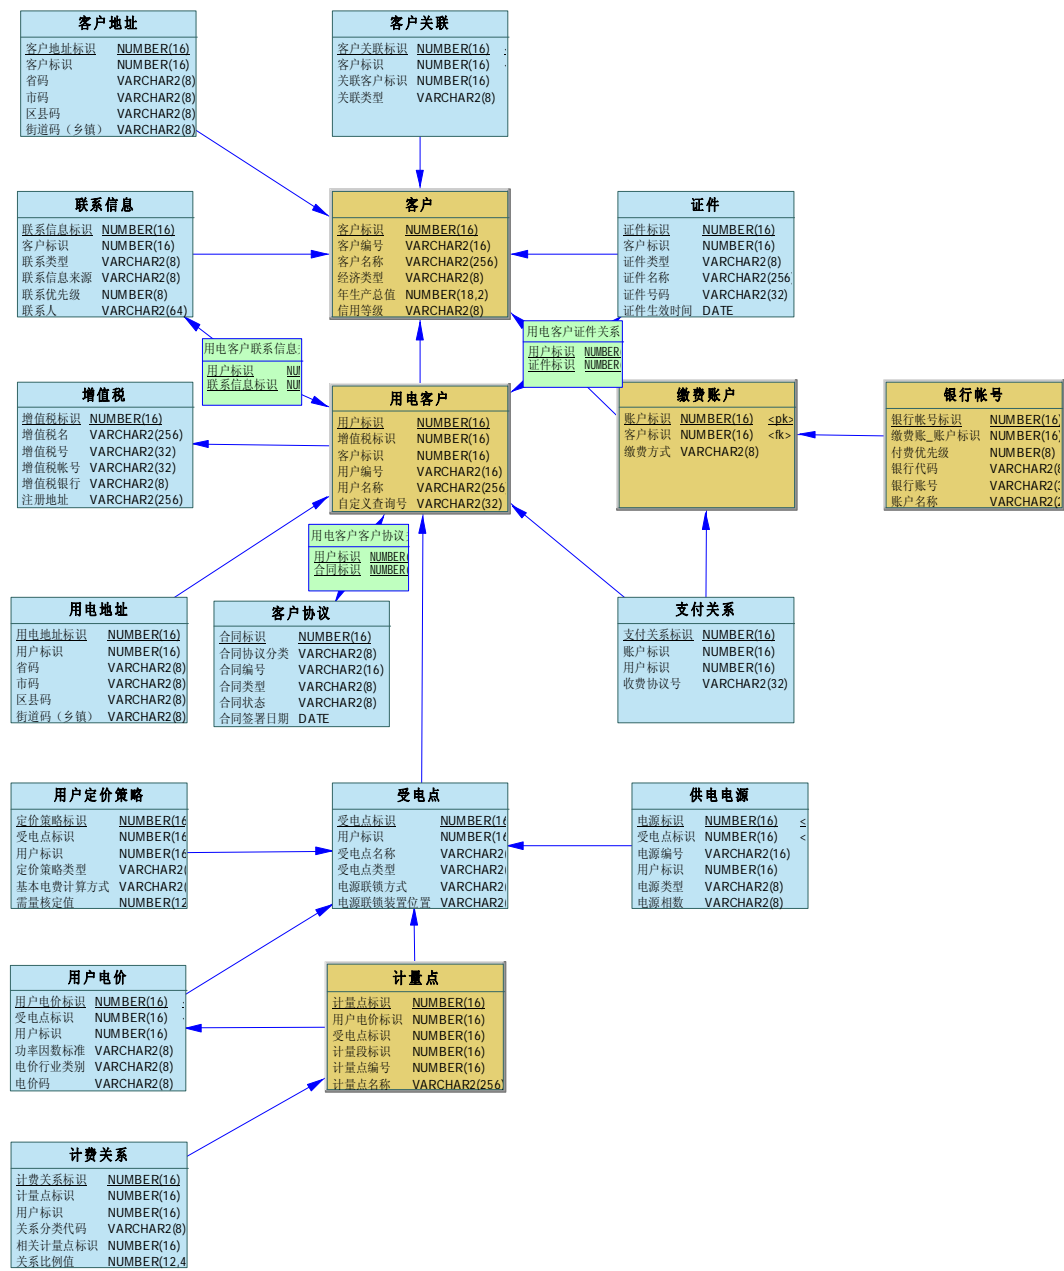 客户地址
客户地址标识 NUMBER(16)
客户标识 NUMBER(16)
省码 VARCHAR2(8)
市码 VARCHAR2(8)
区县码 VARCHAR2(8)
街道码（乡镇） VARCHAR2(8)
客户关联
客户关联标识 NUMBER(16)
客户标识 NUMBER(16)
关联客户标识 NUMBER(16)
关联类型 VARCHAR2(8)
联系信息
联系信息标识 NUMBER(16)
客户标识 NUMBER(16)
联系类型 VARCHAR2(8)
联系信息来源 VARCHAR2(8)
联系优先级 NUMBER(8)
联系人 VARCHAR2(64)
客户
客户标识 NUMBER(16)
客户编号 VARCHAR2(16)
客户名称 VARCHAR2(256)
经济类型 VARCHAR2(8)
年生产总值 NUMBER(18,2)
信用等级 VARCHAR2(8)
证件
证件标识 NUMBER(16)
客户标识 NUMBER(16)
证件类型 VARCHAR2(8)
证件名称 VARCHAR2(256
证件号码 VARCHAR2(32)
证件生效时间 DATE
用电客户联系信息
用户标识 NU
联系信息标识 NU
用电客户证件关系
用户标识 NUMBER(
证件标识 NUMBER(
增值税
增值税标识 NUMBER(16)
增值税名 VARCHAR2(256)
增值税号 VARCHAR2(32)
增值税帐号 VARCHAR2(32)
增值税银行 VARCHAR2(8)
注册地址 VARCHAR2(256)
用电客户
用户标识 NUMBER(16)
增值税标识 NUMBER(16)
客户标识 NUMBER(16)
用户编号 VARCHAR2(16)
用户名称 VARCHAR2(256
自定义查询号 VARCHAR2(32)
缴费账户
账户标识 NUMBER(16) <pk>
客户标识 NUMBER(16) <fk>
缴费方式 VARCHAR2(8)
银行帐号
银行帐号标识 NUMBER(16)
缴费账_账户标识 NUMBER(16)
付费优先级 NUMBER(8)
银行代码 VARCHAR2(8
银行账号 VARCHAR2(
账户名称 VARCHAR2(
用电客户客户协议
用户标识 NUMBER(
合同标识 NUMBER(
用电地址
用电地址标识 NUMBER(16)
用户标识 NUMBER(16)
省码 VARCHAR2(8)
市码 VARCHAR2(8)
区县码 VARCHAR2(8)
街道码（乡镇） VARCHAR2(8)
客户协议
合同标识 NUMBER(16)
合同协议分类 VARCHAR2(8)
合同编号 VARCHAR2(16)
合同类型 VARCHAR2(8)
合同状态 VARCHAR2(8)
合同签署日期 DATE
支付关系
支付关系标识 NUMBER(16)
账户标识 NUMBER(16)
用户标识 NUMBER(16)
收费协议号 VARCHAR2(32)
用户定价策略
定价策略标识 NUMBER(16
受电点标识 NUMBER(16
用户标识 NUMBER(16
定价策略类型 VARCHAR2(
基本电费计算方式 VARCHAR2(
需量核定值 NUMBER(12
受电点
受电点标识 NUMBER(16
用户标识 NUMBER(16
受电点名称 VARCHAR2(
受电点类型 VARCHAR2(
电源联锁方式 VARCHAR2(
电源联锁装置位置 VARCHAR2(
供电电源
电源标识 NUMBER(16) <
受电点标识 NUMBER(16) <
电源编号 VARCHAR2(16)
用户标识 NUMBER(16)
电源类型 VARCHAR2(8)
电源相数 VARCHAR2(8)
用户电价
用户电价标识 NUMBER(16)
受电点标识 NUMBER(16)
用户标识 NUMBER(16)
功率因数标准 VARCHAR2(8)
电价行业类别 VARCHAR2(8)
电价码 VARCHAR2(8)
计量点
计量点标识 NUMBER(16)
用户电价标识 NUMBER(16)
受电点标识 NUMBER(16)
计量段标识 NUMBER(16)
计量点编号 NUMBER(16)
计量点名称 VARCHAR2(256)
计费关系
计费关系标识 NUMBER(16)
计量点标识 NUMBER(16)
用户标识 NUMBER(16)
关系分类代码 VARCHAR2(8)
相关计量点标识 NUMBER(16)
关系比例值 NUMBER(12,4